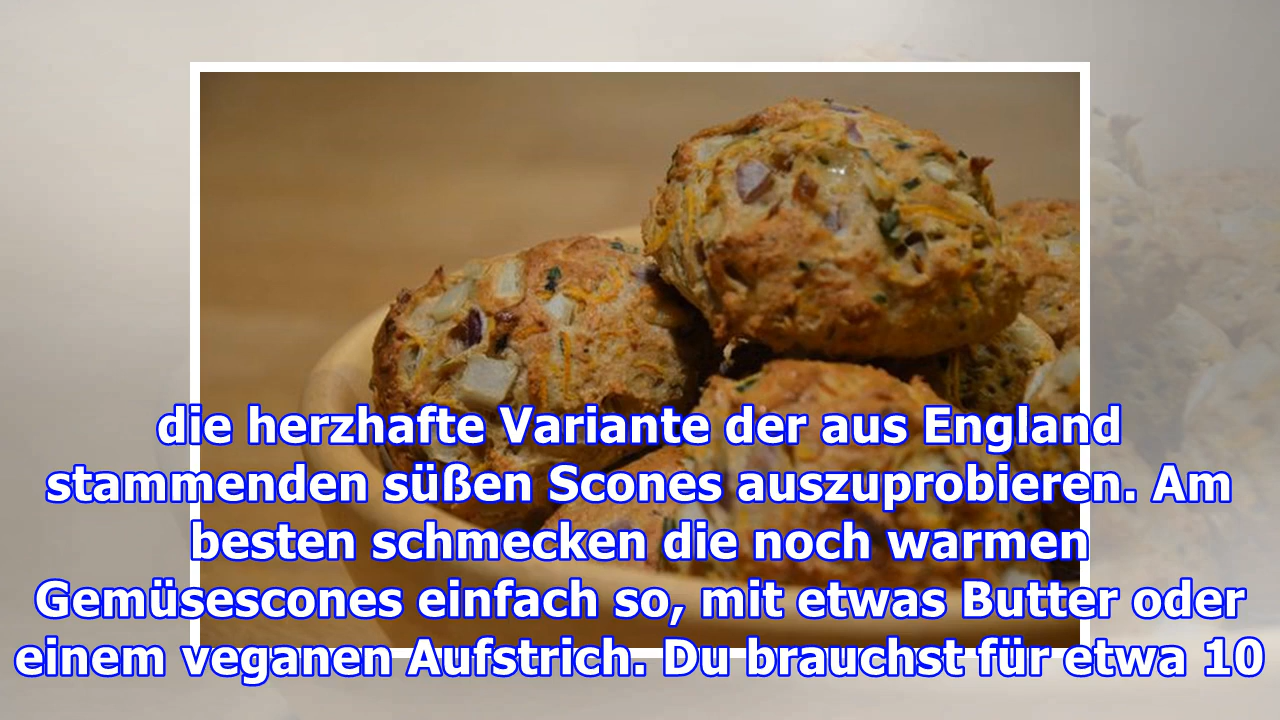 die herzhafte Variante der aus England
stammenden süßen Scones auszuprobieren. Am
besten schmecken die noch warmen
Gemüsescones einfach so, mit etwas Butter oder
einem veganen Aufstrich. Du brauchst für etwa 10